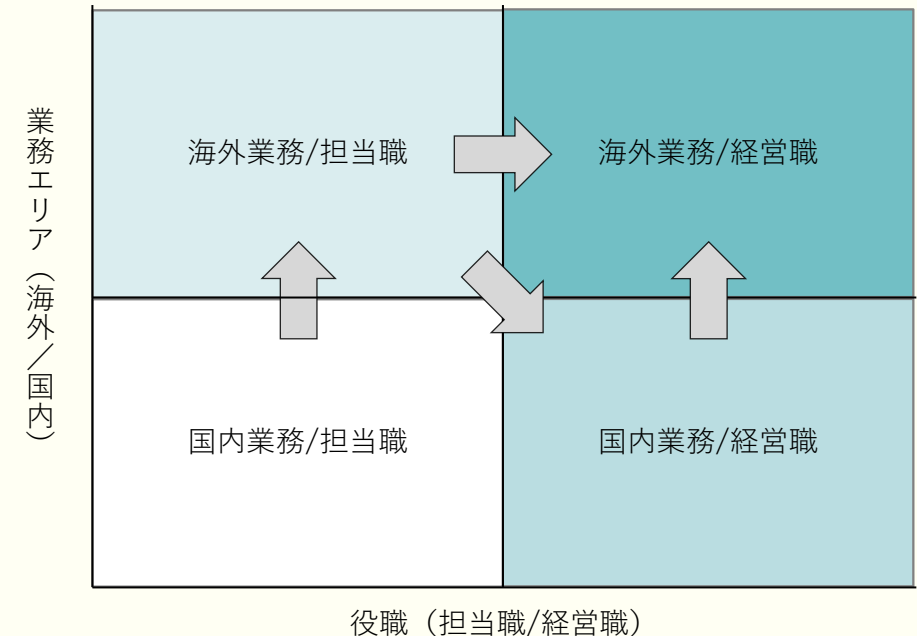 業務エリア（海外／国内）
海外業務/担当職
海外業務/経営職
国内業務/担当職
国内業務/経営職
役職（担当職/経営職）